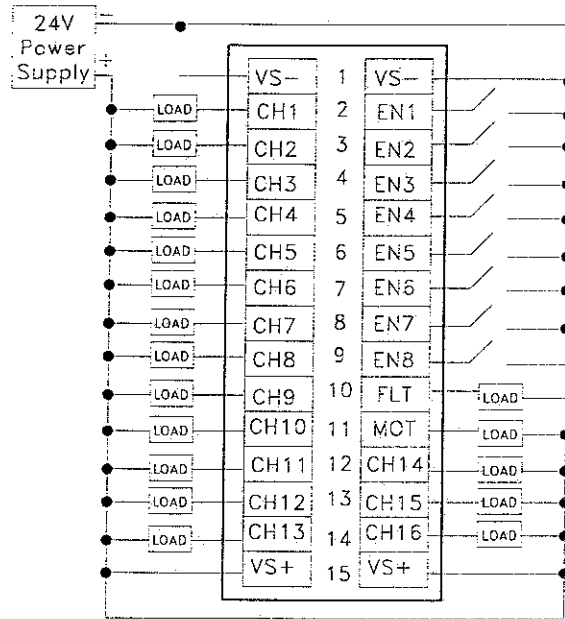 24V
Power
Supply
−
+
VS− 1 VS−
LOAD CH1 2 EN1
LOAD CH2 3 EN2
LOAD CH3 4 EN3
LOAD CH4 5 EN4
LOAD CH5 6 EN5
LOAD CH6 7 EN6
LOAD CH7 8 EN7
LOAD CH8 9 EN8
LOAD CH9 10 FLT LOAD
LOAD CH10 11 MOT LOAD
LOAD CH11 12 CH14 LOAD
LOAD CH12 13 CH15 LOAD
LOAD CH13 14 CH16 LOAD
VS+ 15 VS+